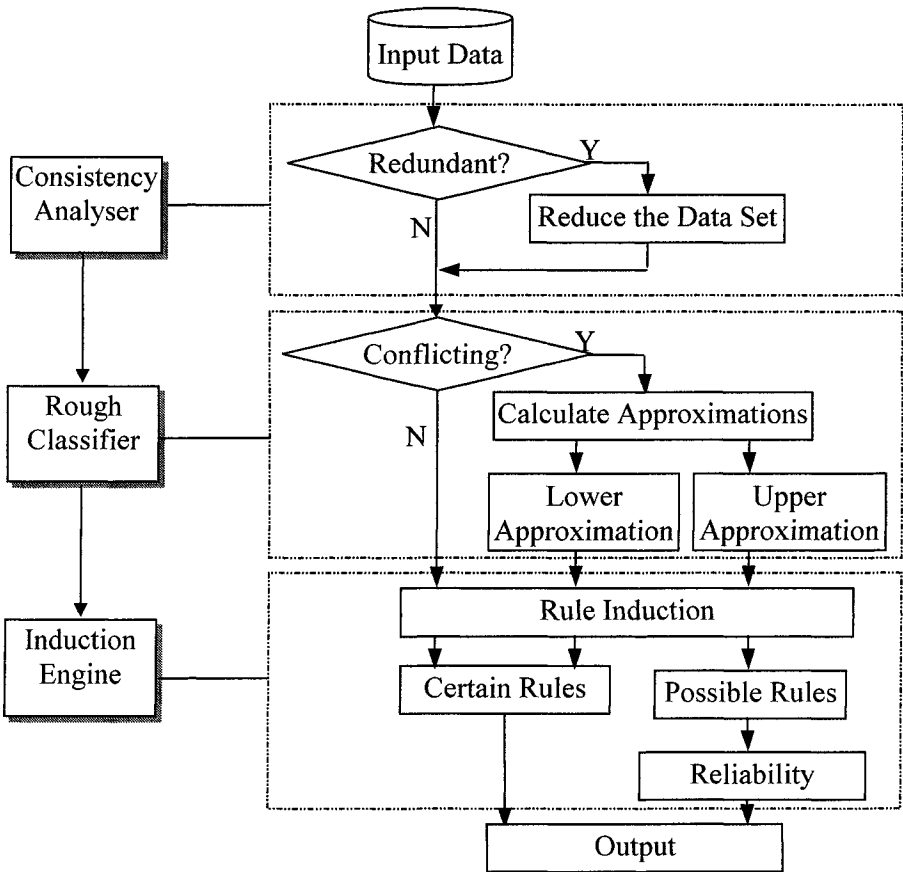 Input Data
Redundant?
Y
Consistency
Analyser
Reduce the Data Set
N
Conflicting?
Y
Rough
Classifier
Calculate Approximations
N
Lower
Approximation
Upper
Approximation
Rule Induction
Induction
Engine
Certain Rules
Possible Rules
Reliability
Output